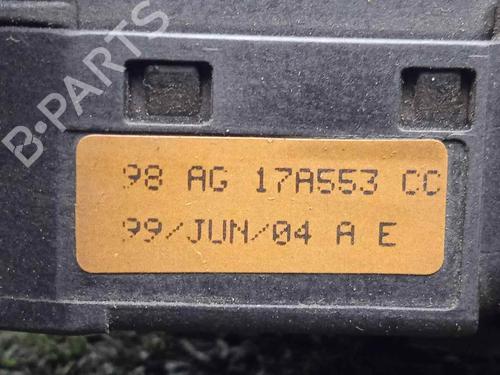 B-PARTS
98 AG 17A553 CC
99/JUN/04 A E